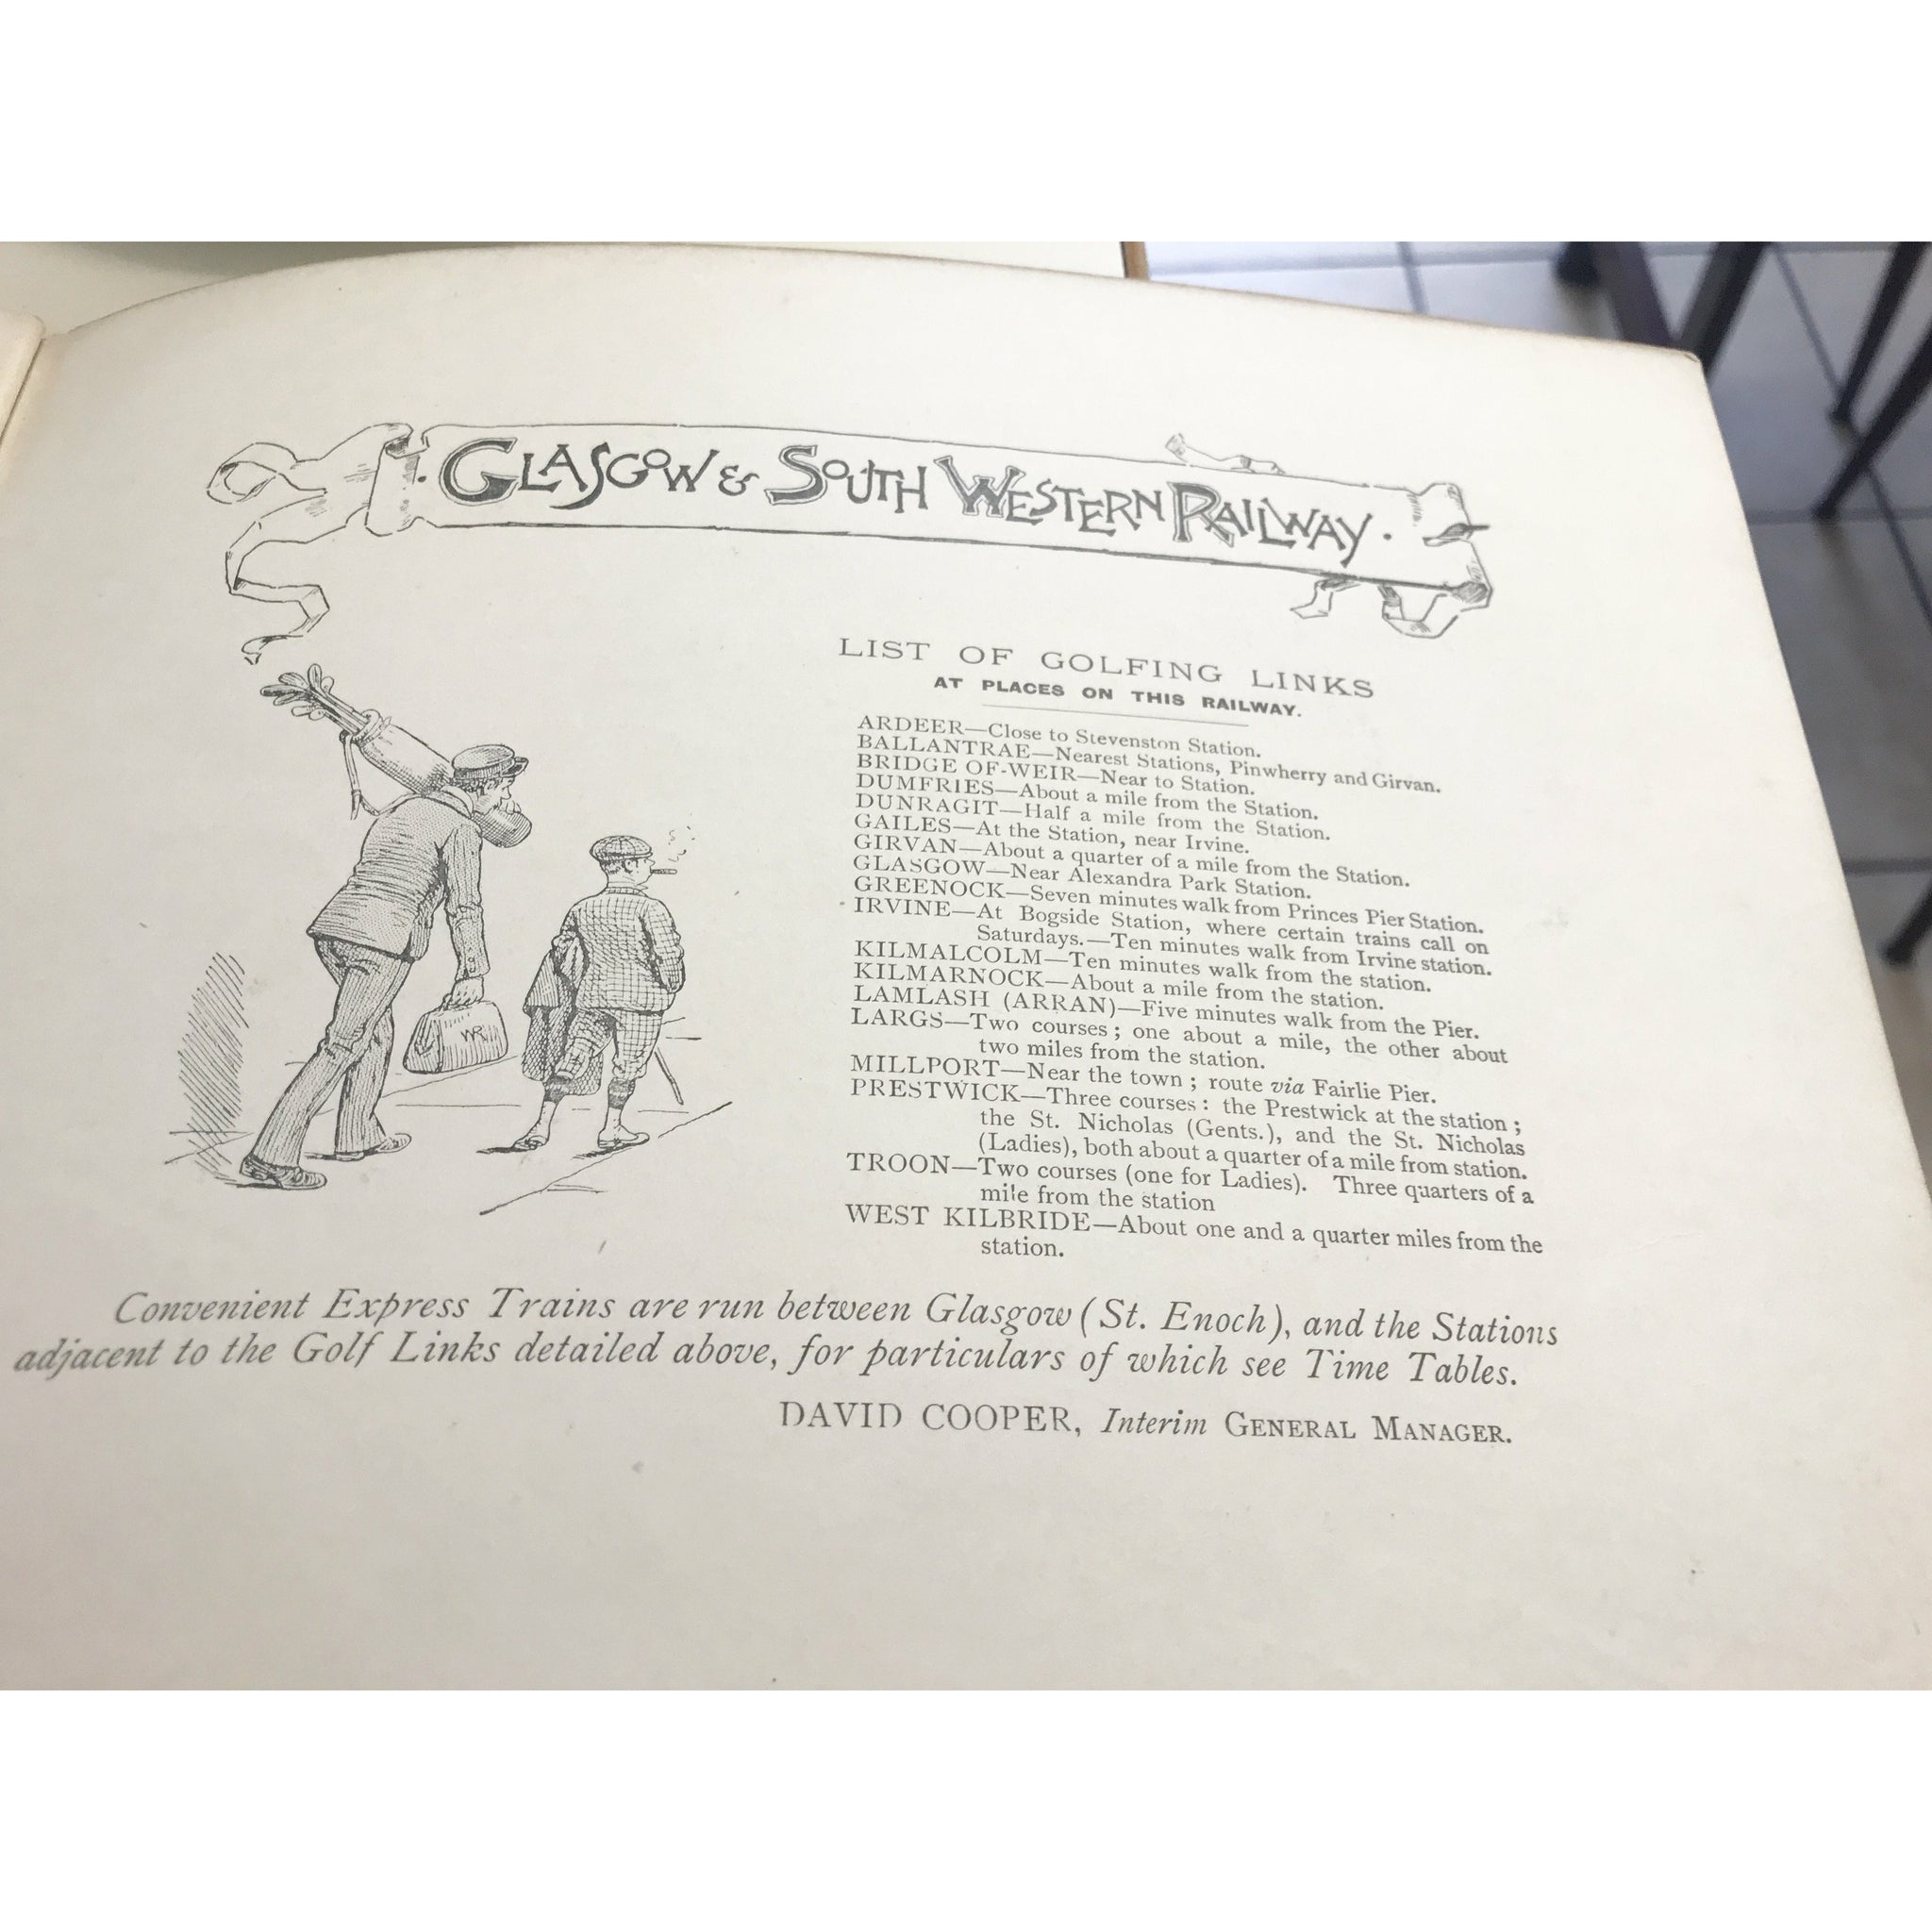 GLASGOW & SOUTH WESTERN RAILWAY.
LIST OF GOLFING LINKS
AT PLACES ON THIS RAILWAY.
ARDEER—Close to Stevenston Station.
BALLANTRAE—Nearest Stations, Pinwherry and Girvan.
BRIDGE OF-WEIR—Near to Station.
DUMFRIES—About a mile from the Station.
DUNRAGIT—Half a mile from the Station.
GAILES—At the Station, near Irvine.
GIRVAN—About a quarter of a mile from the Station.
GLASGOW—Near Alexandra Park Station.
GREENOCK—Seven minutes walk from Princes Pier Station.
IRVINE—At Bogside Station, where certain trains call on
Saturdays.—Ten minutes walk from Irvine station.
KILMALCOLM—Ten minutes walk from the station.
KILMARNOCK—About a mile from the station.
LAMLASH (ARRAN)—Five minutes walk from the Pier.
LARGS—Two courses; one about a mile, the other about
two miles from the station.
MILLPORT—Near the town; route via Fairlie Pier.
PRESTWICK—Three courses: the Prestwick at the station;
the St. Nicholas (Gents.), and the St. Nicholas
(Ladies), both about a quarter of a mile from station.
TROON—Two courses (one for Ladies). Three quarters of a
mile from the station
WEST KILBRIDE—About one and a quarter miles from the
station.
WR
Convenient Express Trains are run between Glasgow (St. Enoch), and the Stations
adjacent to the Golf Links detailed above, for particulars of which see Time Tables.
DAVID COOPER, Interim GENERAL MANAGER.